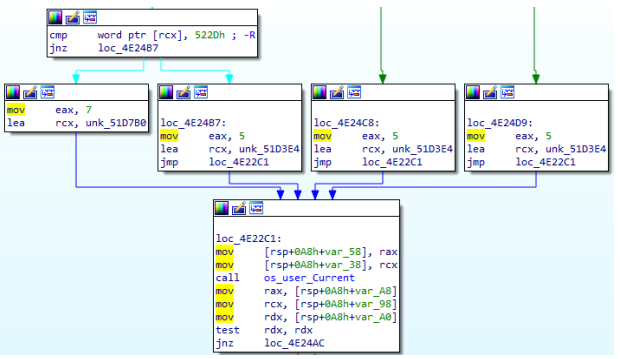 cmp word ptr [rcx], 522Dh ; -R
jnz loc_4E24B7
mov eax, 7
lea rcx, unk_51D7B0
loc_4E24B7:
mov eax, 5
lea rcx, unk_51D3E4
jmp loc_4E22C1
loc_4E24C8:
mov eax, 5
lea rcx, unk_51D3E4
jmp loc_4E22C1
loc_4E24D9:
mov eax, 5
lea rcx, unk_51D3E4
jmp loc_4E22C1
loc_4E22C1:
mov [rsp+0A8h+var_58], rax
mov [rsp+0A8h+var_38], rcx
call os_user_Current
mov rax, [rsp+0A8h+var_A8]
mov rcx, [rsp+0A8h+var_98]
mov rdx, [rsp+0A8h+var_A0]
test rdx, rdx
jnz loc_4E24AC